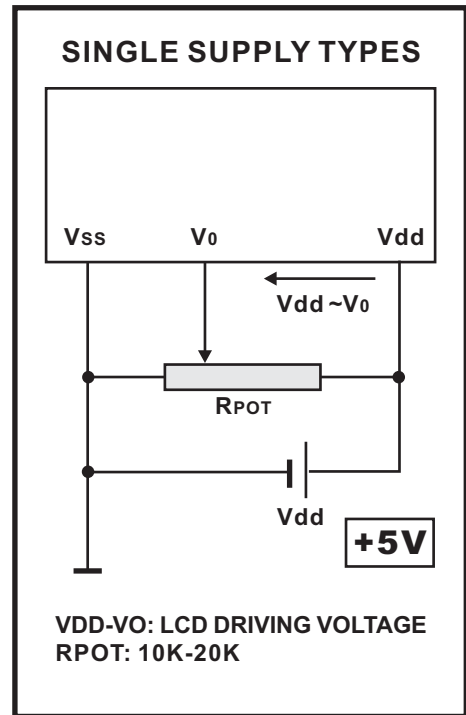 SINGLE SUPPLY TYPES
Vss V0 Vdd
Vdd ~V0
RPOT
Vdd
+5V
VDD-VO: LCD DRIVING VOLTAGE
RPOT: 10K-20K